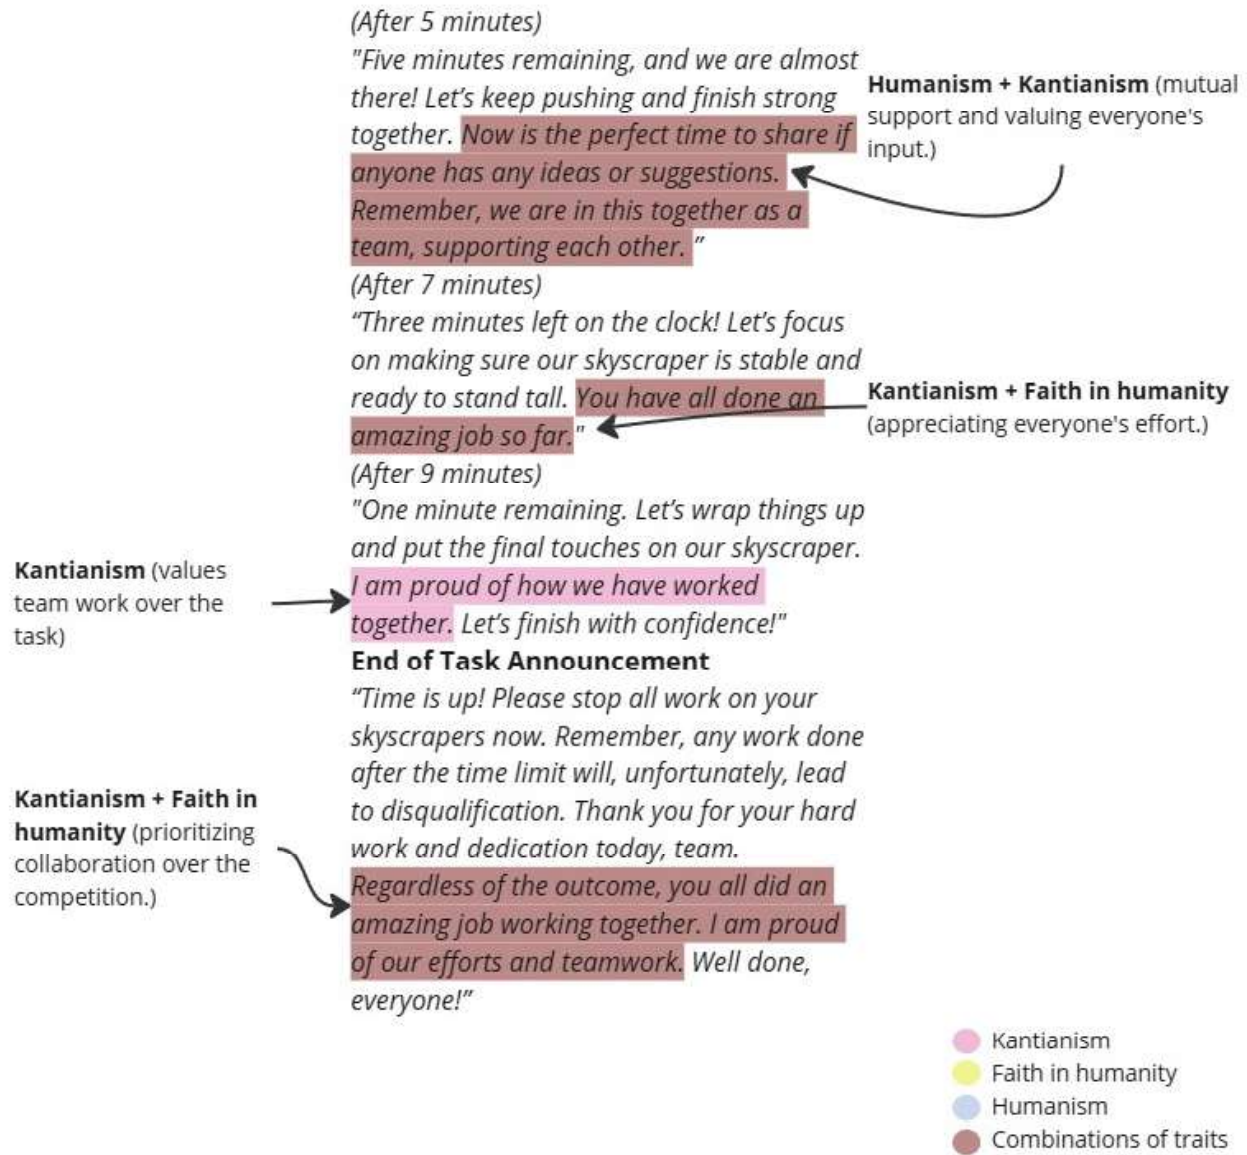 (After 5 minutes)
"Five minutes remaining, and we are almost
there! Let’s keep pushing and finish strong
together. Now is the perfect time to share if
anyone has any ideas or suggestions.
Remember, we are in this together as a
team, supporting each other. ”
Humanism + Kantianism (mutual
support and valuing everyone's
input.)
(After 7 minutes)
“Three minutes left on the clock! Let’s focus
on making sure our skyscraper is stable and
ready to stand tall. You have all done an
amazing job so far."
Kantianism + Faith in humanity
(appreciating everyone's effort.)
(After 9 minutes)
"One minute remaining. Let’s wrap things up
and put the final touches on our skyscraper.
I am proud of how we have worked
together. Let’s finish with confidence!"
Kantianism (values
team work over the
task)
End of Task Announcement
“Time is up! Please stop all work on your
skyscrapers now. Remember, any work done
after the time limit will, unfortunately, lead
to disqualification. Thank you for your hard
work and dedication today, team.
Regardless of the outcome, you all did an
amazing job working together. I am proud
of our efforts and teamwork. Well done,
everyone!”
Kantianism + Faith in
humanity (prioritizing
collaboration over the
competition.)
Kantianism
Faith in humanity
Humanism
Combinations of traits